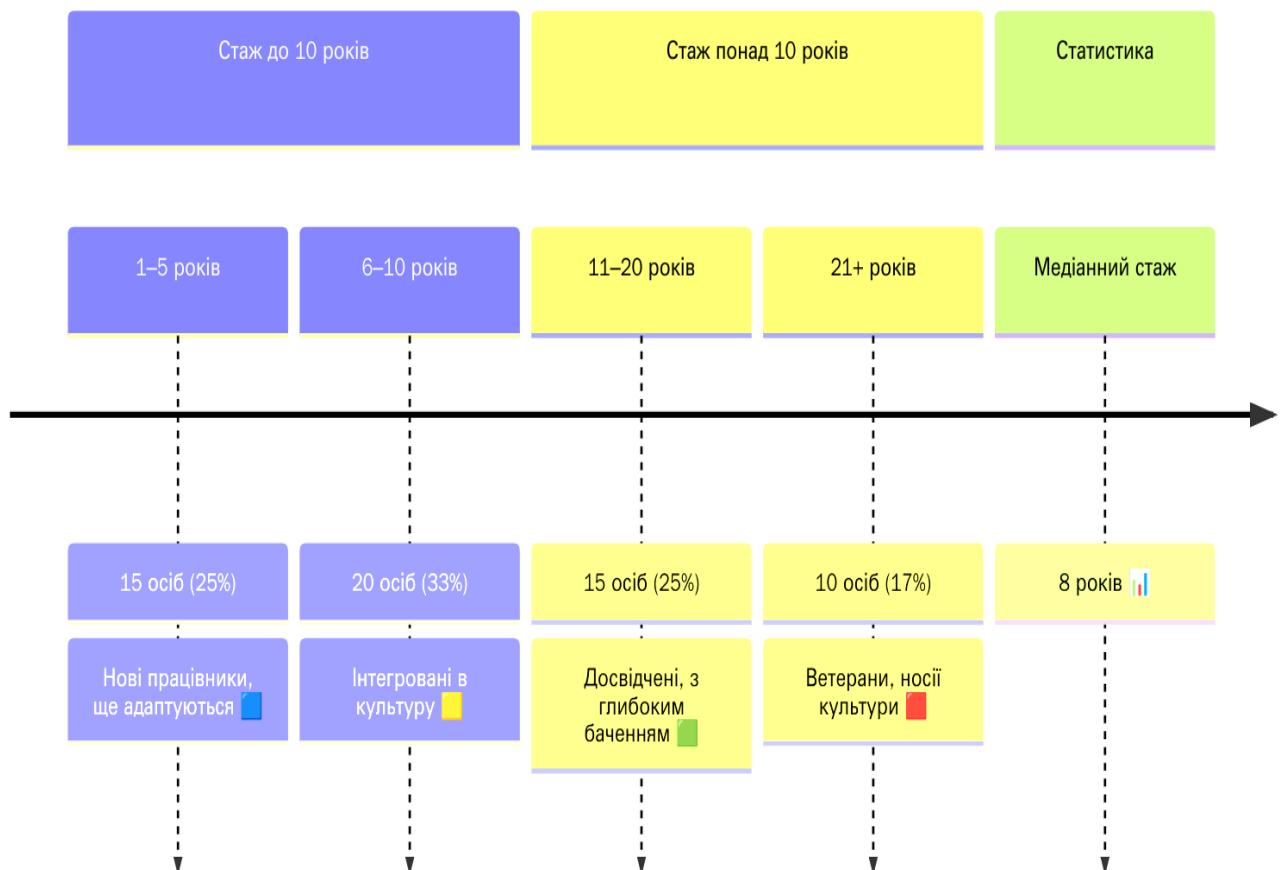 Стаж до 10 років
Стаж понад 10 років
Статистика
1–5 років
6–10 років
11–20 років
21+ років
Медіанний стаж
15 осіб (25%)
20 осіб (33%)
15 осіб (25%)
10 осіб (17%)
8 років 📊
Нові працівники,
ще адаптуються 🟦
Інтегровані в
культуру 🟨
Досвідчені, з
глибоким
баченням 🟩
Ветерани, носії
культури 🟥